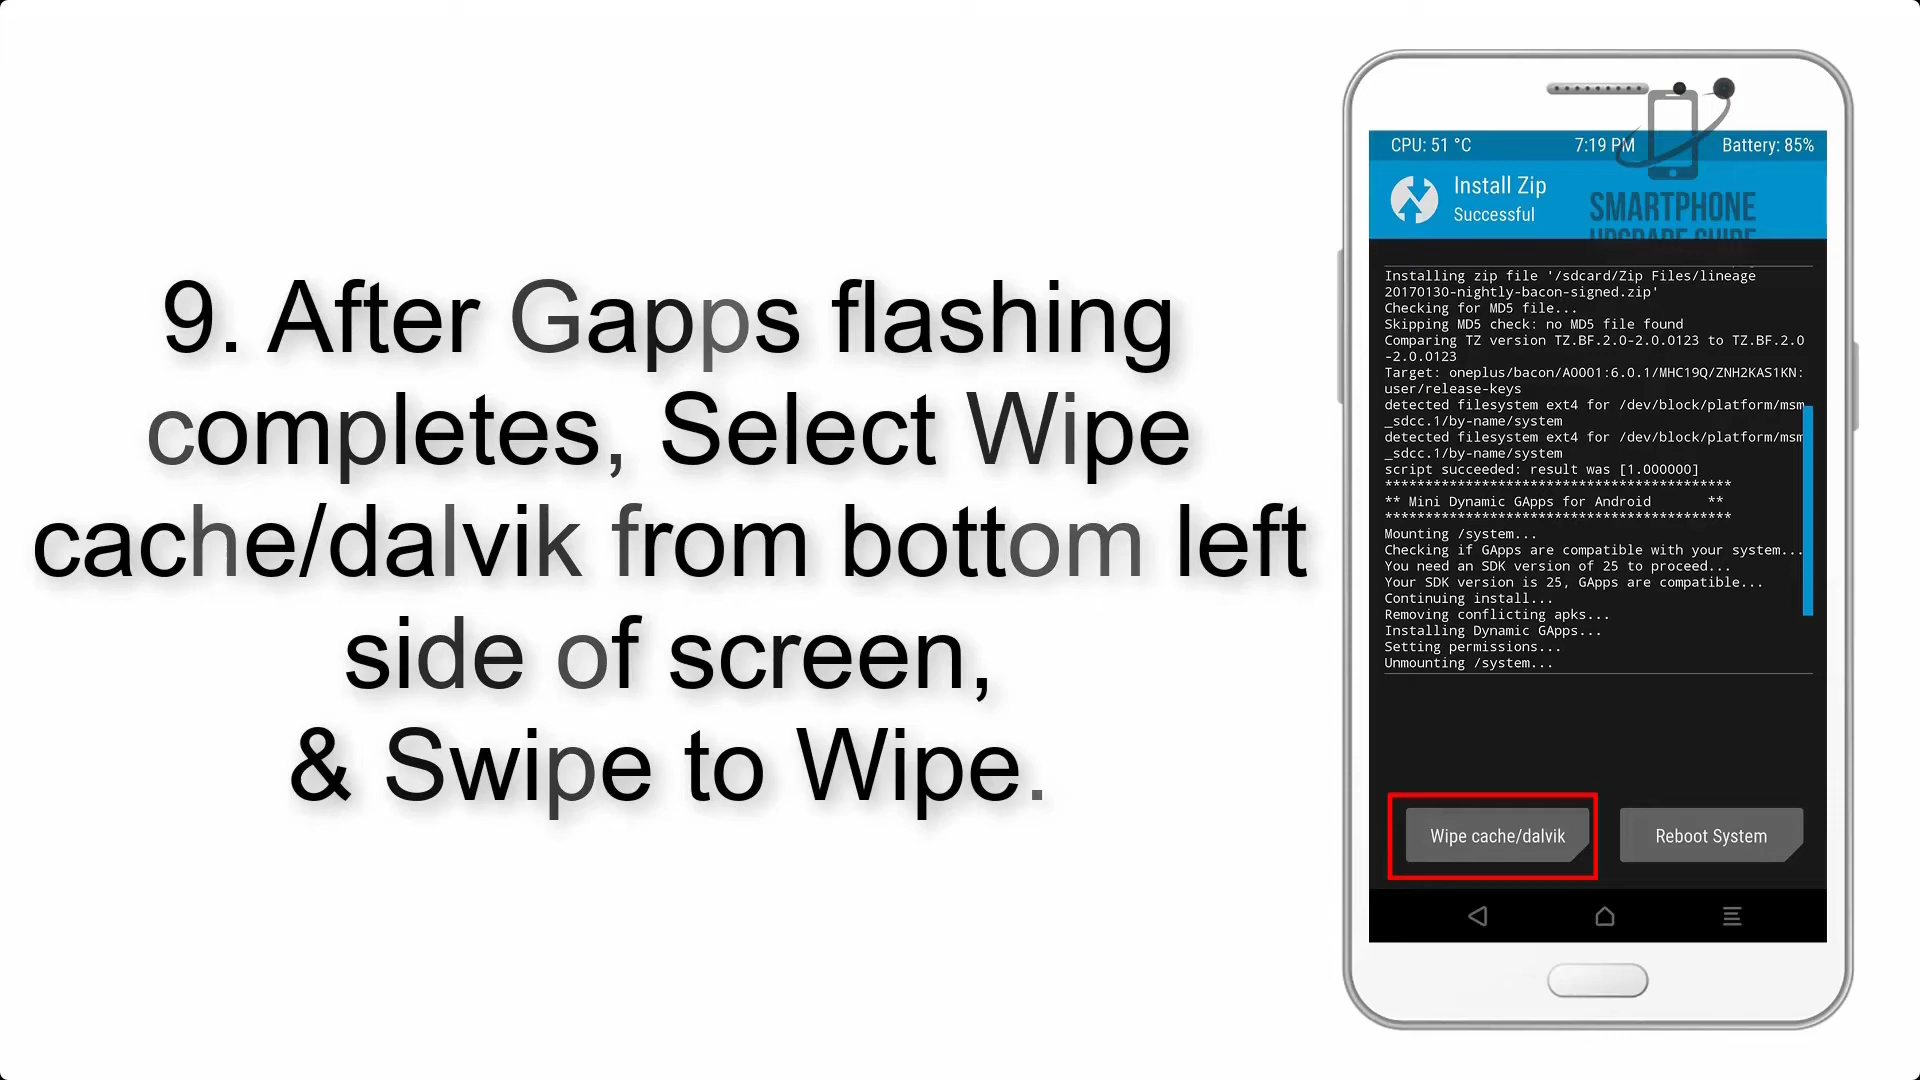 9. After Gapps flashing
completes, Select Wipe
cache/dalvik from bottom left
side of screen,
& Swipe to Wipe.
CPU: 51 °C 7:19 PM Battery: 85%
Install Zip
Successful
SMARTPHONE
UPGRADE GUIDE
Installing zip file '/sdcard/Zip Files/lineage
20170130-nightly-bacon-signed.zip'
Checking for MD5 file...
Skipping MD5 check: no MD5 file found
Comparing TZ version TZ.BF.2.0-2.0.0123 to TZ.BF.2.0
-2.0.0123
Target: oneplus/bacon/A0001:6.0.1/MHC19Q/ZNH2KAS1KN:
user/release-keys
detected filesystem ext4 for /dev/block/platform/msm
_sdcc.1/by-name/system
detected filesystem ext4 for /dev/block/platform/msm
_sdcc.1/by-name/system
script succeeded: result was [1.000000]
*******************************************
** Mini Dynamic GApps for Android **
*******************************************
Mounting /system...
Checking if GApps are compatible with your system...
You need an SDK version of 25 to proceed...
Your SDK version is 25, GApps are compatible...
Continuing install...
Removing conflicting apks...
Installing Dynamic GApps...
Setting permissions...
Unmounting /system...
Wipe cache/dalvik Reboot System